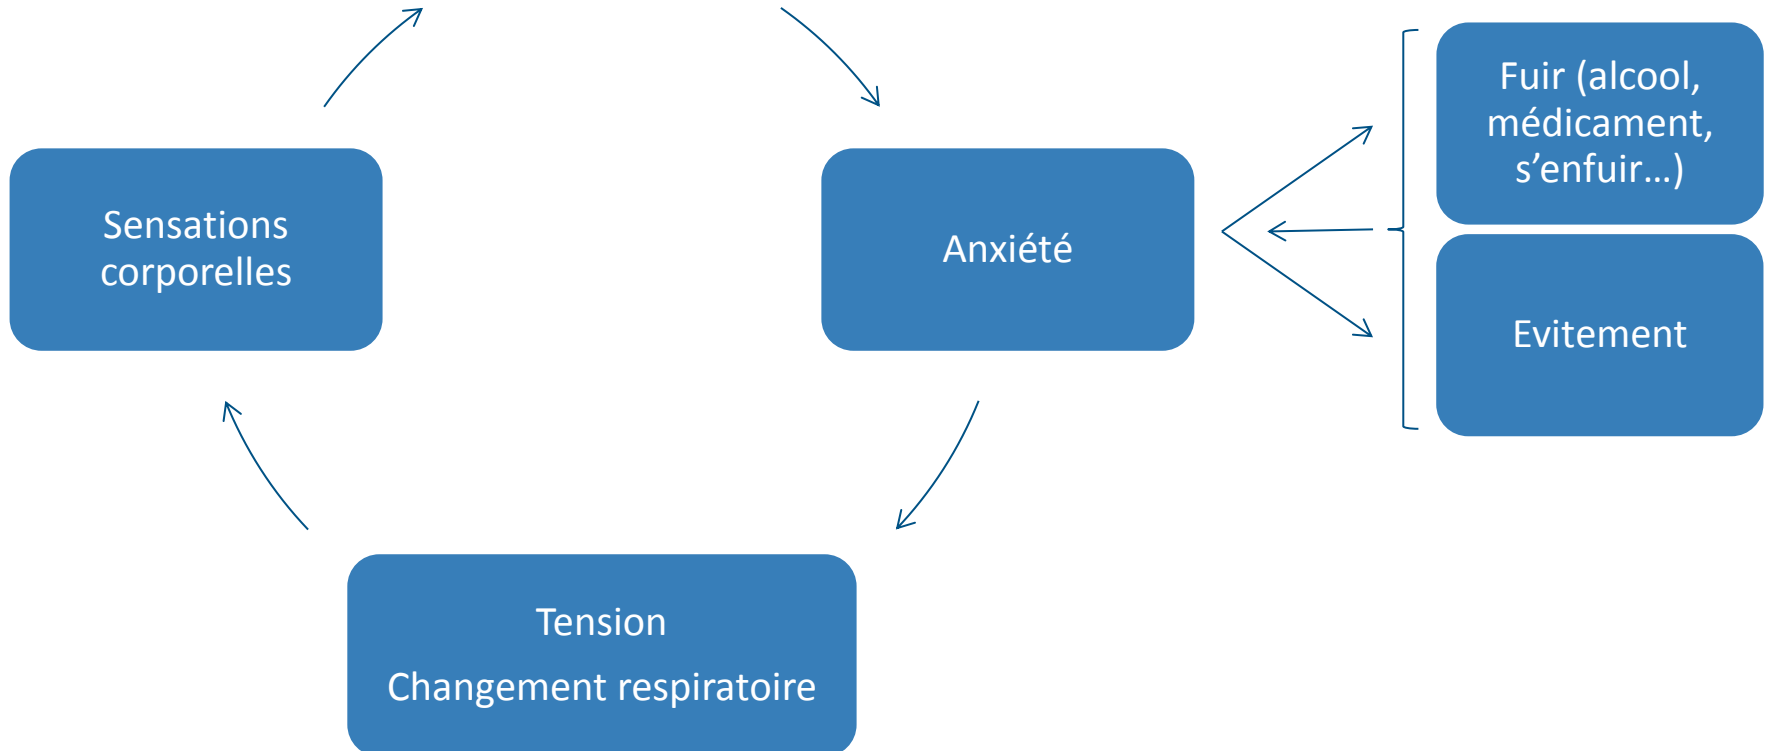 Fuir (alcool,
médicament,
s’enfuir…)
Sensations
corporelles
Anxiété
Evitement
Tension
Changement respiratoire